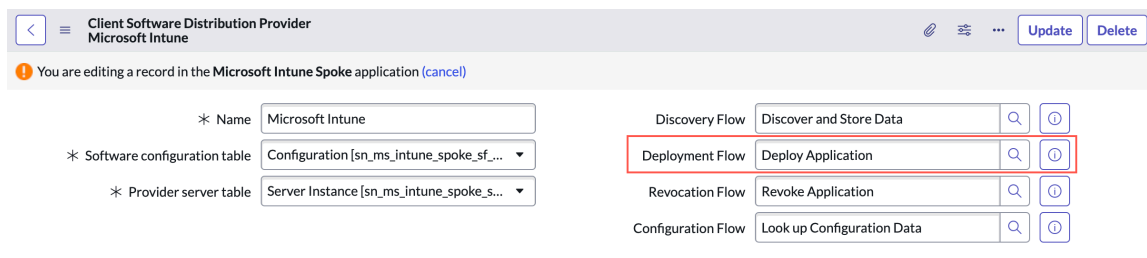 Client Software Distribution Provider
Microsoft Intune
Update
Delete
You are editing a record in the Microsoft Intune Spoke application (cancel)
Name Microsoft Intune
Discovery Flow Discover and Store Data
Software configuration table Configuration [sn_ms_intune_spoke_sf_...
Deployment Flow Deploy Application
Provider server table Server Instance [sn_ms_intune_spoke_s...
Revocation Flow Revoke Application
Configuration Flow Look up Configuration Data